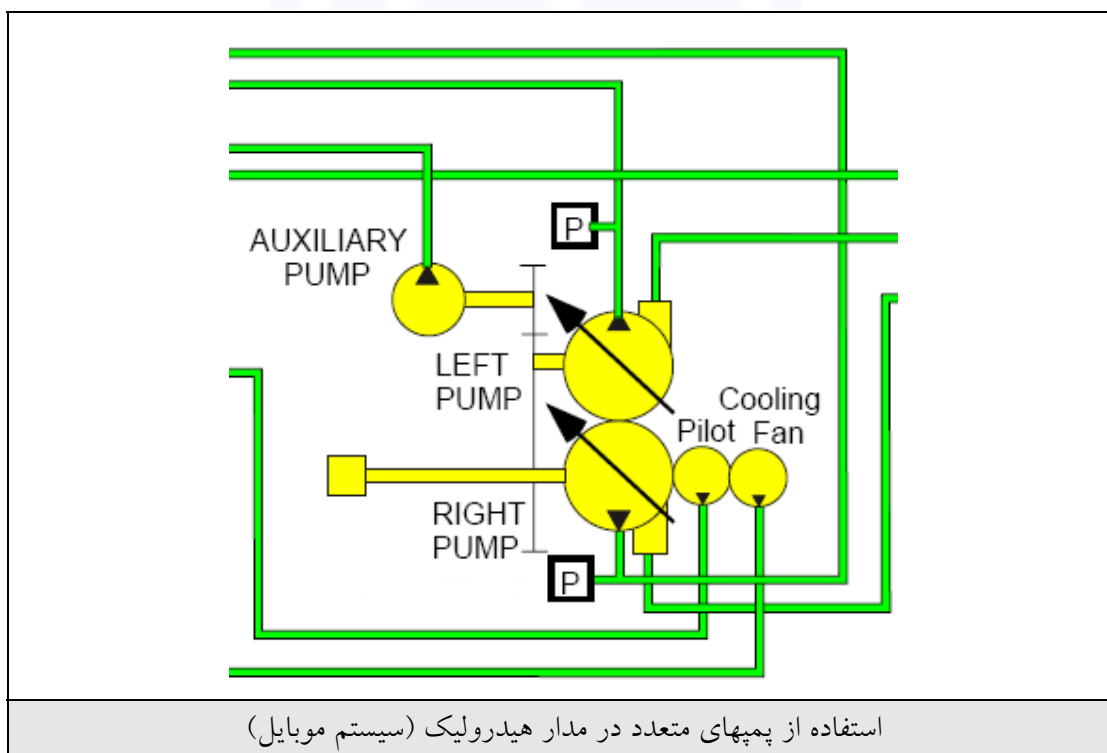 P
AUXILIARY
PUMP
LEFT
PUMP
Cooling
Pilot Fan
RIGHT
PUMP
P
استفاده از پمپهای متعدد در مدار هیدرولیک (سیستم موبایل)